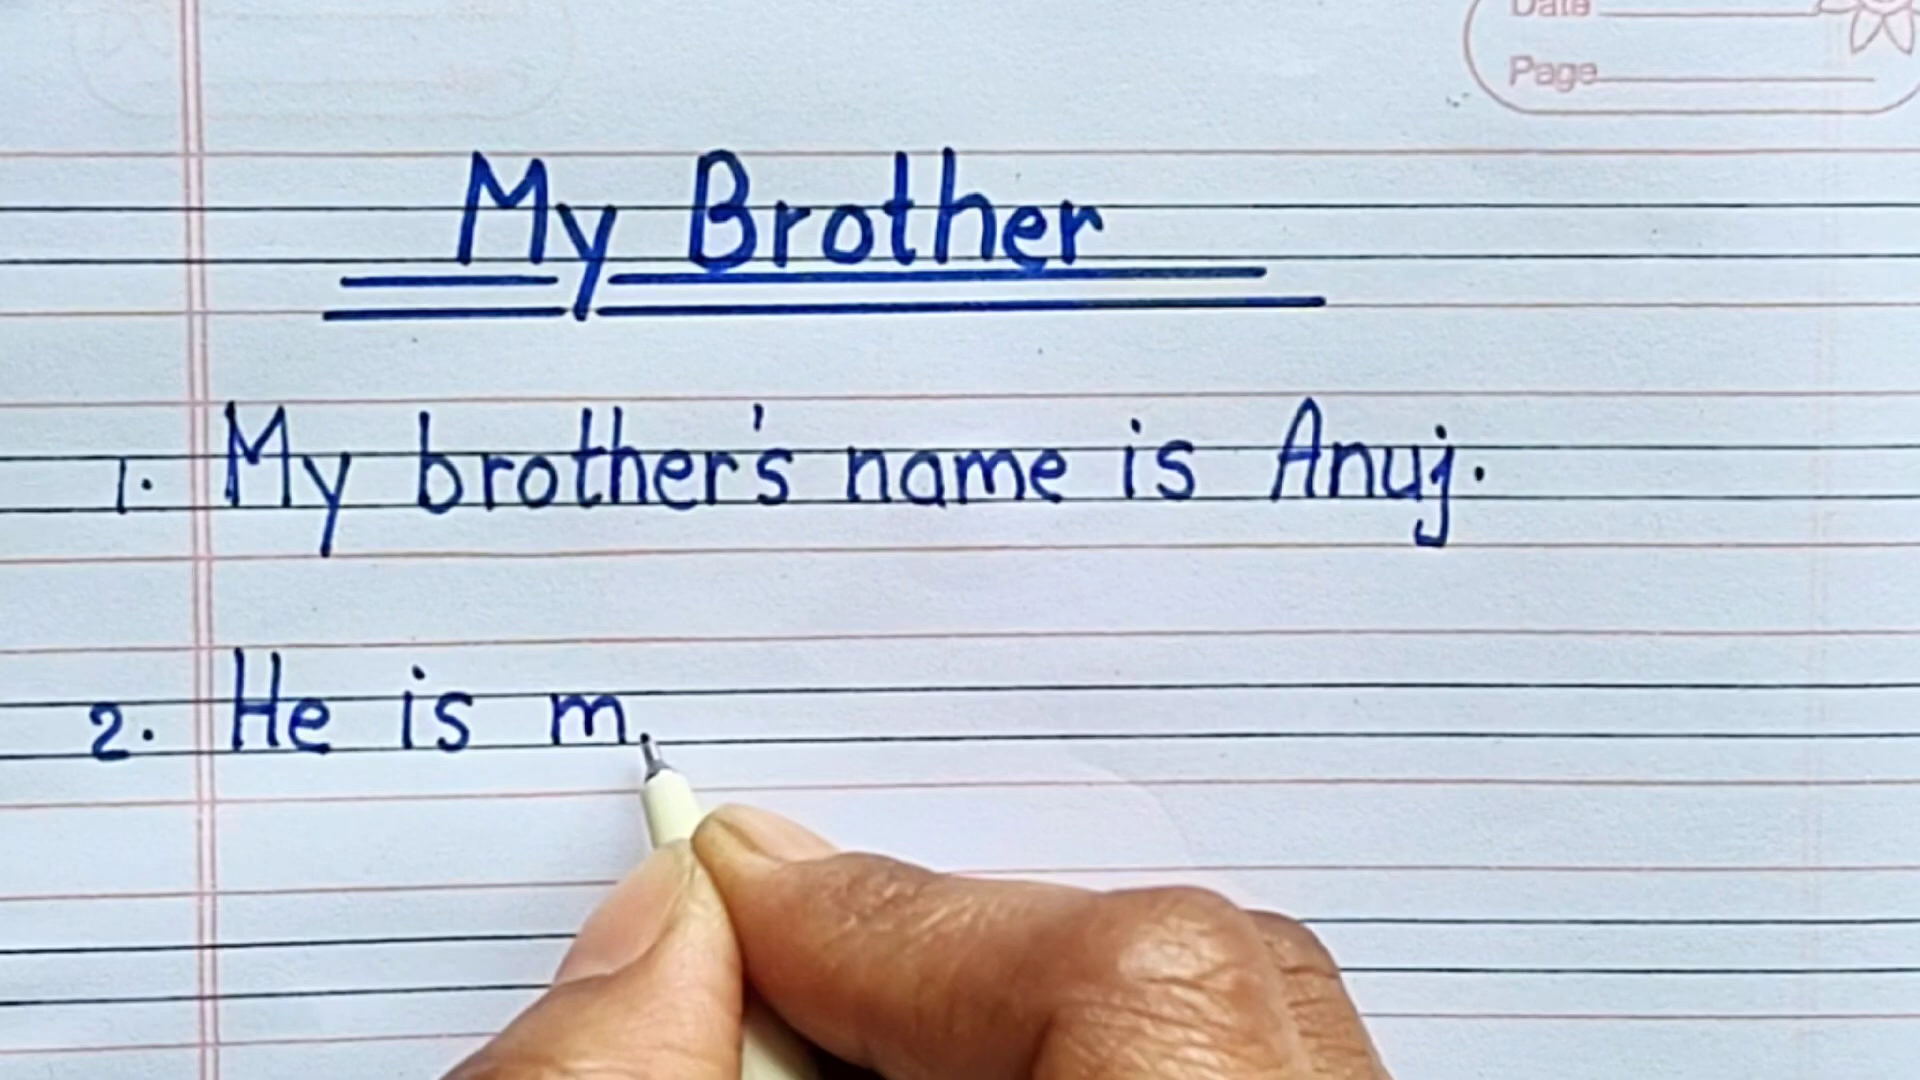 Date
Page
My Brother
1. My brother's name is Anuj.
2. He is m